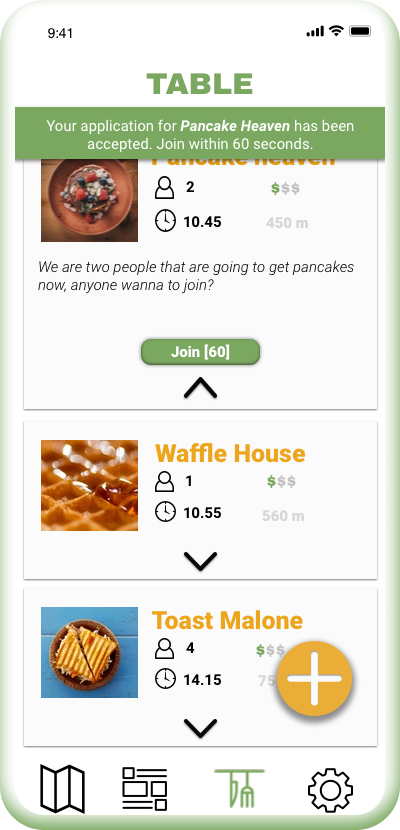 9:41
TABLE
Your application for Pancake Heaven has been
accepted. Join within 60 seconds.
Pancake heaven
2 $$$
10.45 450 m
We are two people that are going to get pancakes
now, anyone wanna to join?
Join [60]
Waffle House
1 $$$
10.55 560 m
Toast Malone
4 $$$
14.15 75